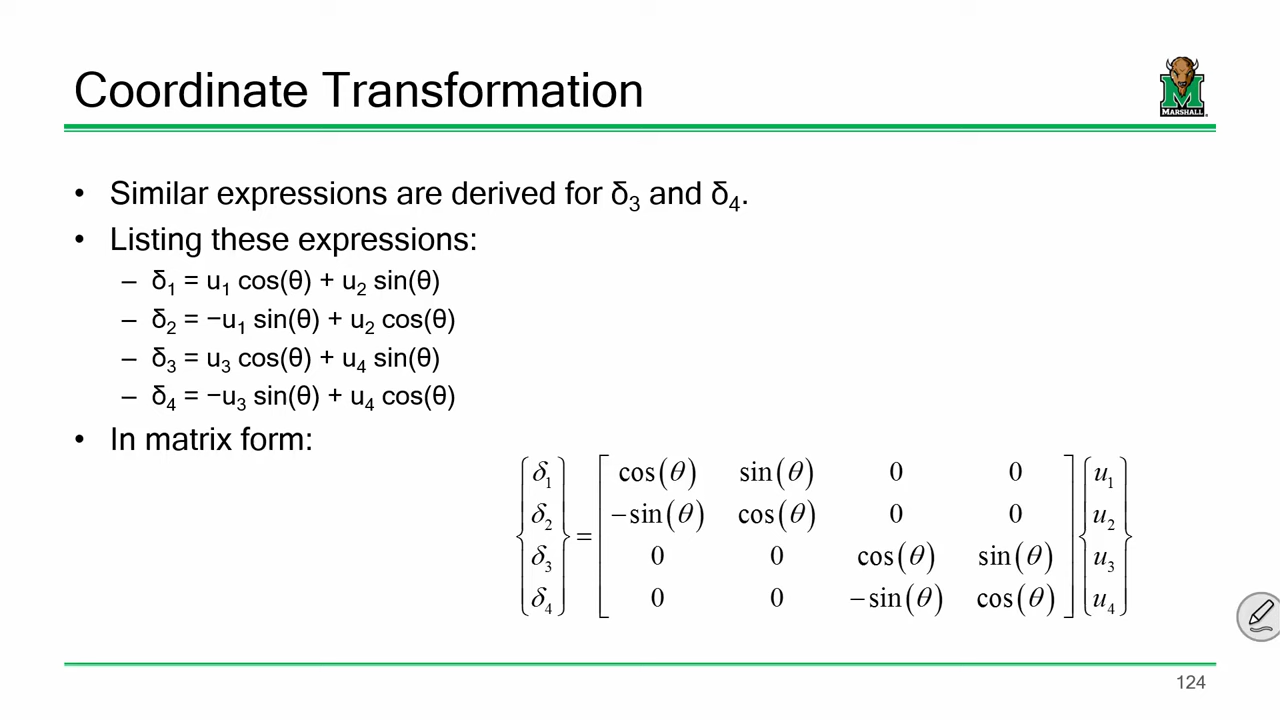 Coordinate Transformation
MARSHALL
• Similar expressions are derived for δ₃ and δ₄.
• Listing these expressions:
– δ₁ = u₁ cos(θ) + u₂ sin(θ)
– δ₂ = −u₁ sin(θ) + u₂ cos(θ)
– δ₃ = u₃ cos(θ) + u₄ sin(θ)
– δ₄ = −u₃ sin(θ) + u₄ cos(θ)
• In matrix form:
{δ₁ [cos(θ) sin(θ) 0 0] {u₁}
{δ₂ [−sin(θ) cos(θ) 0 0] {u₂}
{δ₃} = [0 0 cos(θ) sin(θ)] {u₃}
{δ₄} [0 0 −sin(θ) cos(θ)] {u₄}
124